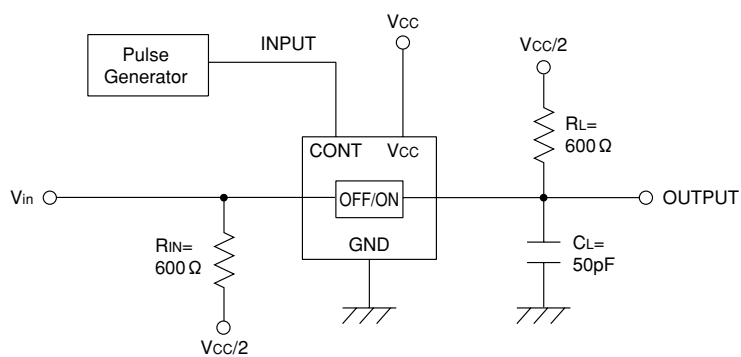 Pulse
Generator
INPUT
VCC
VCC/2
CONT
VCC
RL=
600Ω
Vin
OFF/ON
OUTPUT
RIN=
600Ω
GND
CL=
50pF
VCC/2